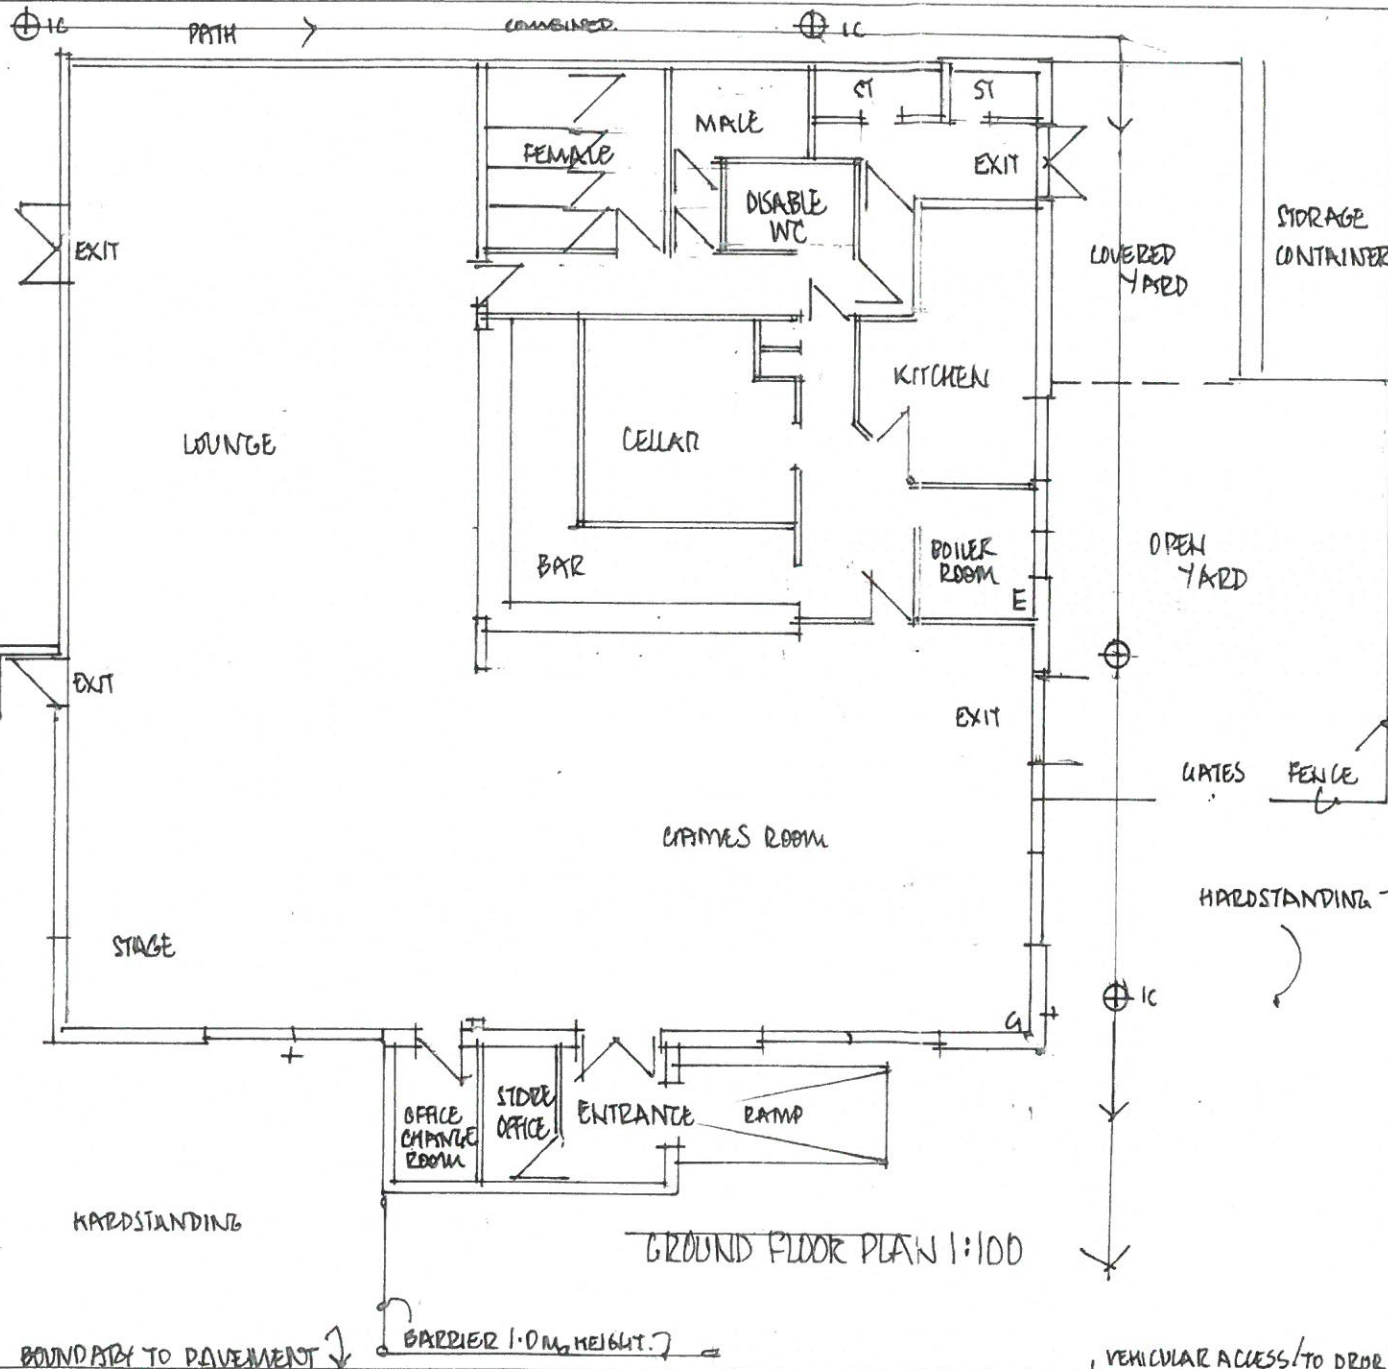 IC
PATH
COMBINED.
IC
ST
ST
MALE
FEMALE
EXIT
DISABLE
WC
STORAGE
CONTAINER
EXIT
COVERED
YARD
KITCHEN
LOUNGE
CELLAR
BAR
BOILER
ROOM
E
OPEN
YARD
EXIT
EXIT
GATES
FENCE
GAMES ROOM
HARDSTANDING
STAGE
IC
G
OFFICE
CHANGE
ROOM
STORE
OFFICE
ENTRANCE
RAMP
HARDSTANDING
GROUND FLOOR PLAN 1:100
BARRIER 1.0M HEIGHT.
BOUNDARY TO PAVEMENT
VEHICULAR ACCESS/TO DROP